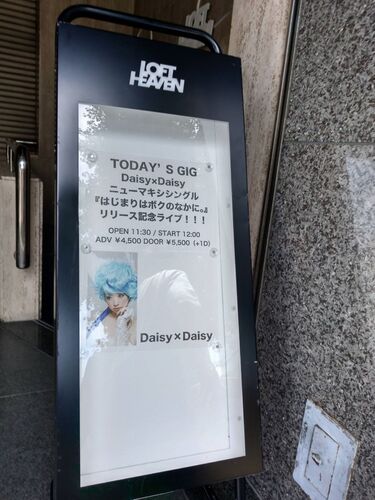 LOFT
HEAVEN
TODAY'S GIG
Daisy×Daisy
ニューマキシシングル
『はじまりはボクのなかに。』
リリース記念ライブ！！！
OPEN 11:30 / START 12:00
ADV ¥4,500 DOOR ¥5,500 (+1D)
Daisy×Daisy